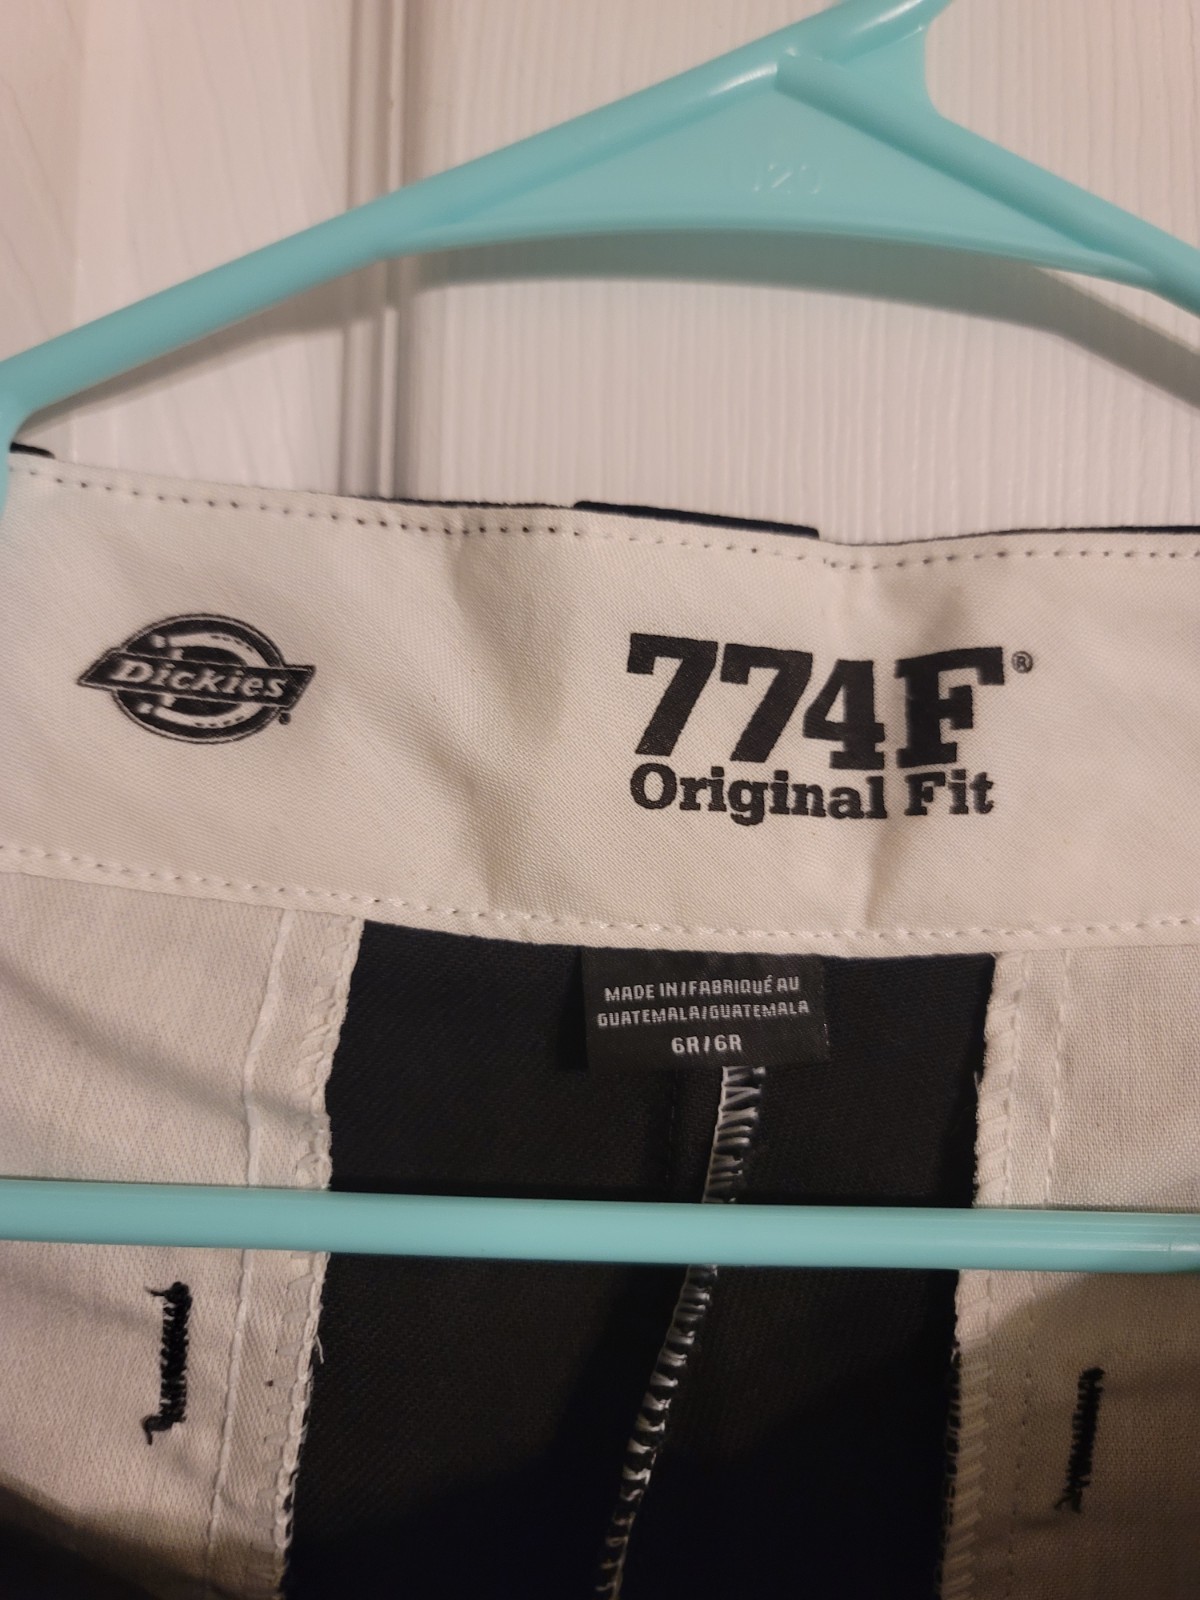 Dickies
774F®
Original Fit
MADE IN/FABRIQUÉ AU
GUATEMALA/GUATEMALA
6R/6R